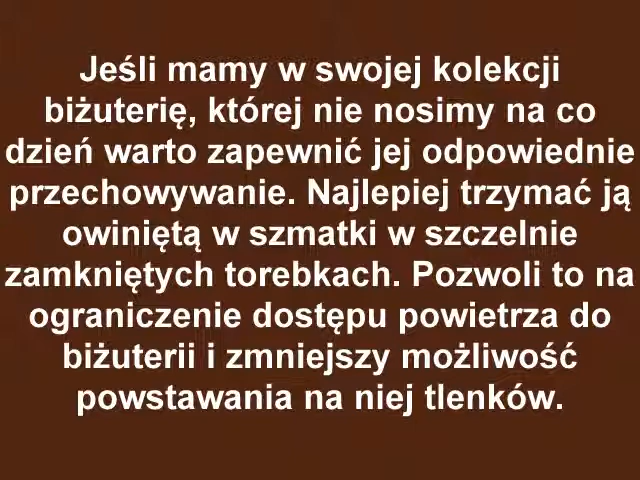 Jeśli mamy w swojej kolekcji
biżuterię, której nie nosimy na co
dzień warto zapewnić jej odpowiednie
przechowywanie. Najlepiej trzymać ją
owiniętą w szmatki w szczelnie
zamkniętych torebkach. Pozwoli to na
ograniczenie dostępu powietrza do
biżuterii i zmniejszy możliwość
powstawania na niej tlenków.